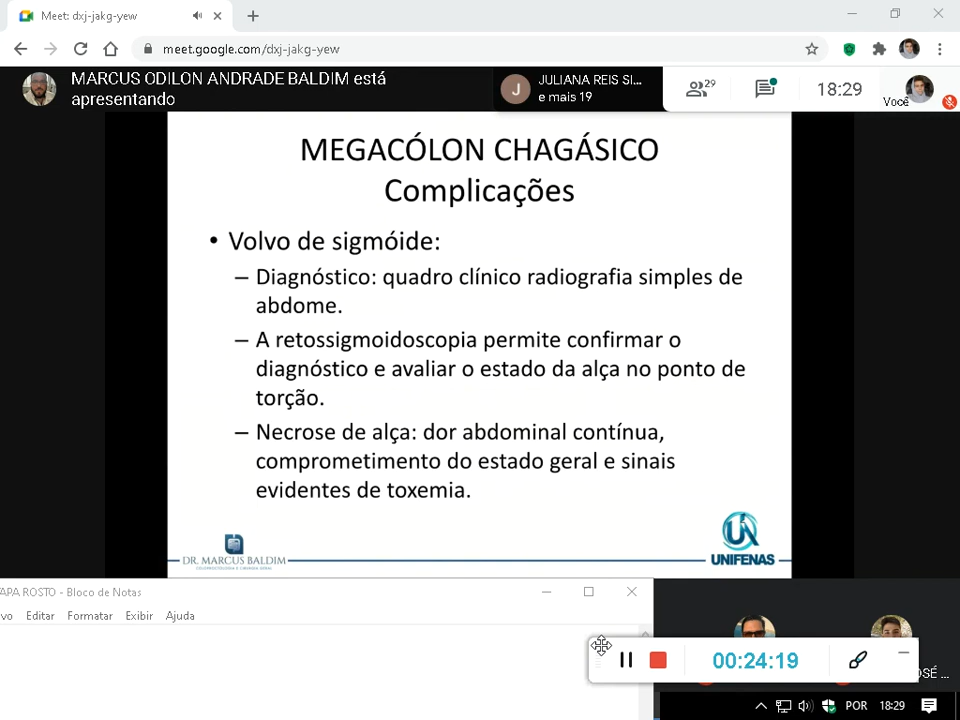 Meet: dxj-jakg-yew
meet.google.com/dxj-jakg-yew
MARCUS ODILON ANDRADE BALDIM está
apresentando
J
JULIANA REIS SI...
e mais 19
29
18:29
Você
MEGACÓLON CHAGÁSICO
Complicações
• Volvo de sigmóide:
– Diagnóstico: quadro clínico radiografia simples de
abdome.
– A retossigmoidoscopia permite confirmar o
diagnóstico e avaliar o estado da alça no ponto de
torção.
– Necrose de alça: dor abdominal contínua,
comprometimento do estado geral e sinais
evidentes de toxemia.
DR. MARCUS BALDIM
COLOPROCTOLOGIA E CIRURGIA GERAL
UNIFENAS
TAPA ROSTO - Bloco de Notas
vo Editar Formatar Exibir Ajuda
00:24:19
OSÉ ...
POR 18:29